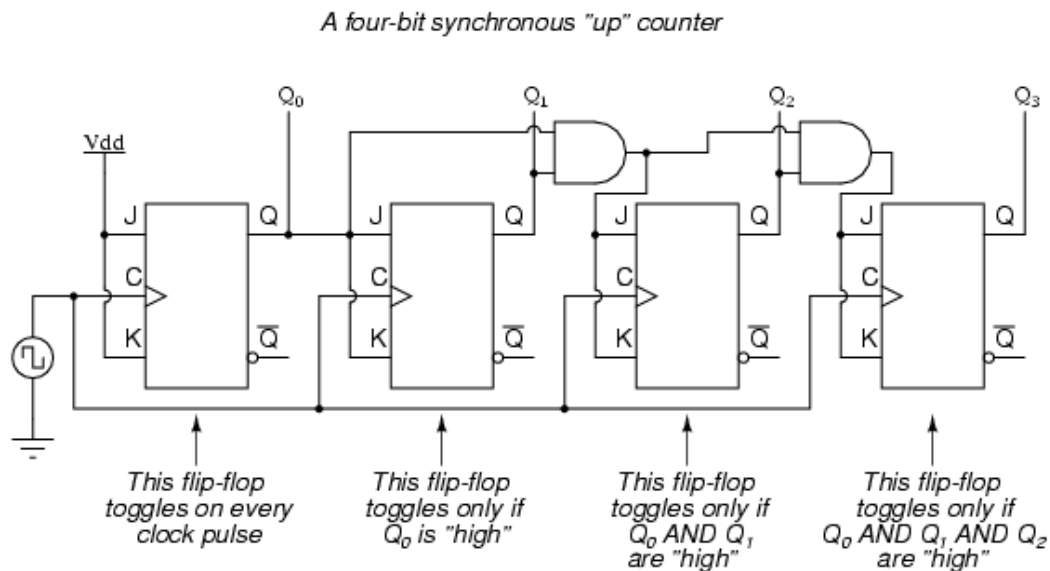 A four-bit synchronous "up" counter
Q0 Q1 Q2 Q3
Vdd
J Q J Q J Q J Q
C C C C
K Q̅ K Q̅ K Q̅ K Q̅
This flip-flop
toggles on every
clock pulse
This flip-flop
toggles only if
Q0 is "high"
This flip-flop
toggles only if
Q0 AND Q1
are "high"
This flip-flop
toggles only if
Q0 AND Q1 AND Q2
are "high"